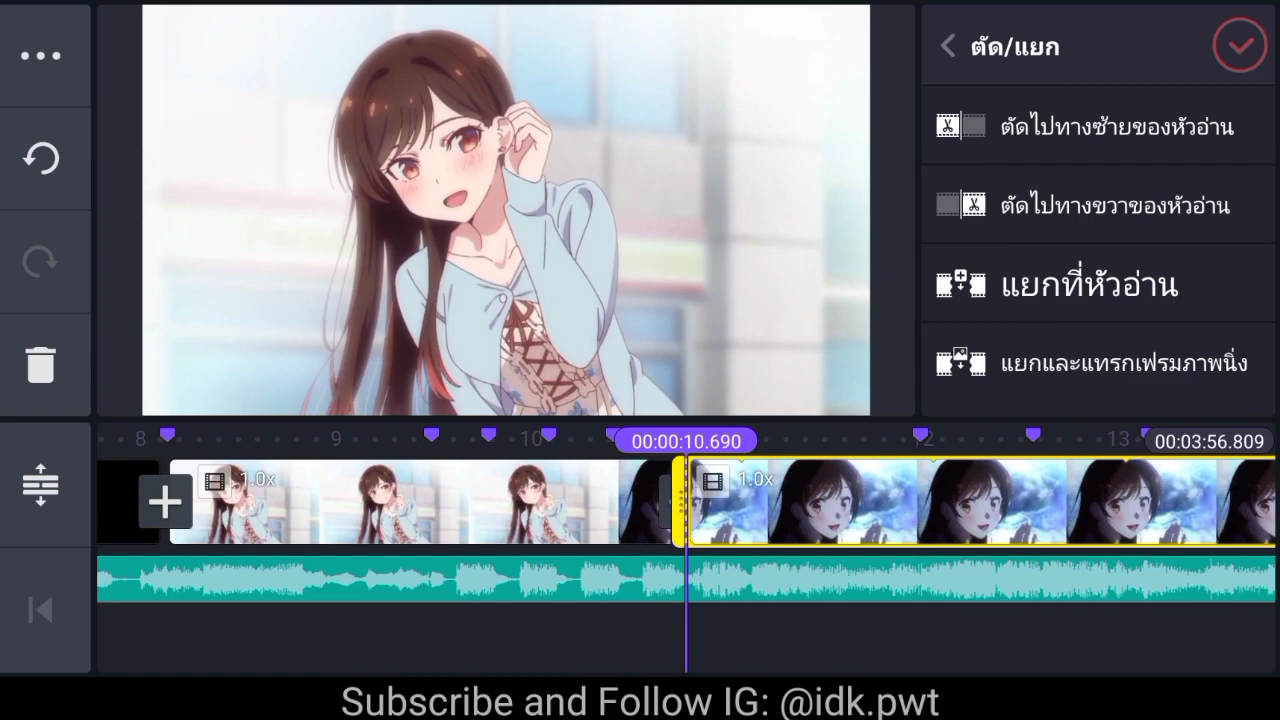 ตัด/แยก
ตัดไปทางซ้ายของหัวอ่าน
ตัดไปทางขวาของหัวอ่าน
แยกที่หัวอ่าน
แยกและแทรกเฟรมภาพนิ่ง
8
9
10
00:00:10.690
2
13
00:03:56.809
1.0x
1.0x
Subscribe and Follow IG: @idk.pwt